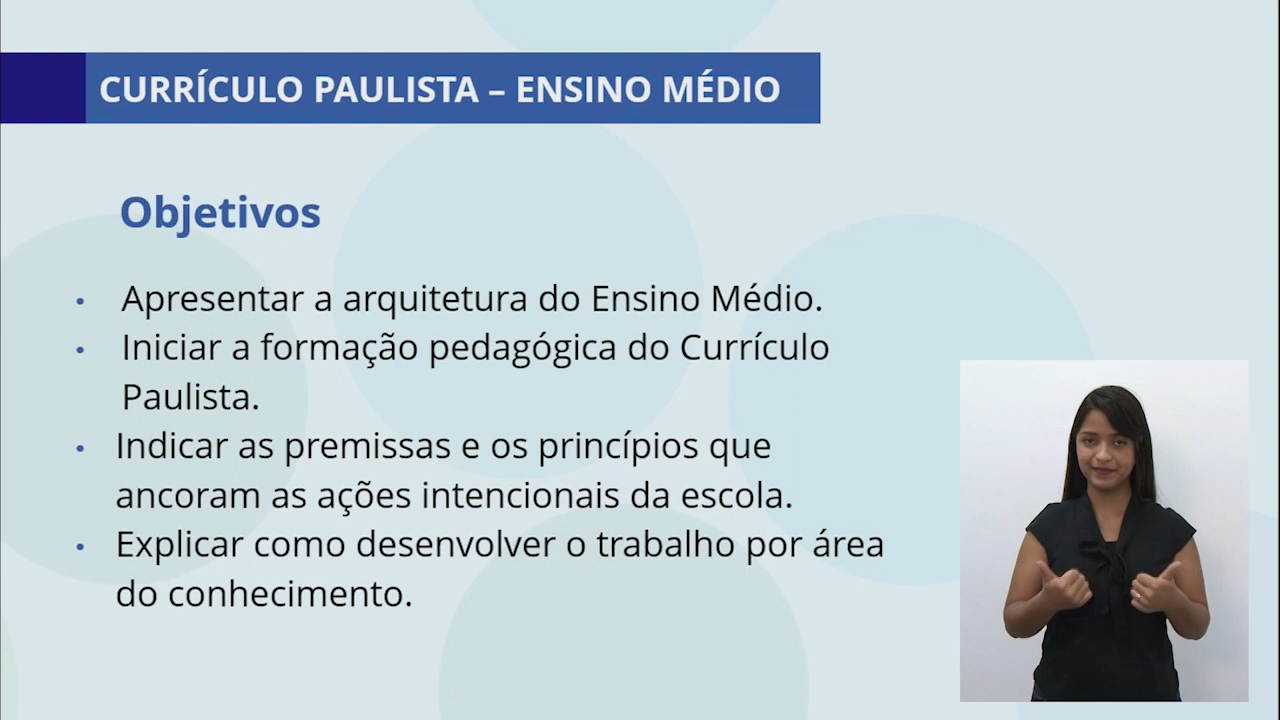 CURRÍCULO PAULISTA – ENSINO MÉDIO
Objetivos
• Apresentar a arquitetura do Ensino Médio.
• Iniciar a formação pedagógica do Currículo
Paulista.
• Indicar as premissas e os princípios que
ancoram as ações intencionais da escola.
• Explicar como desenvolver o trabalho por área
do conhecimento.